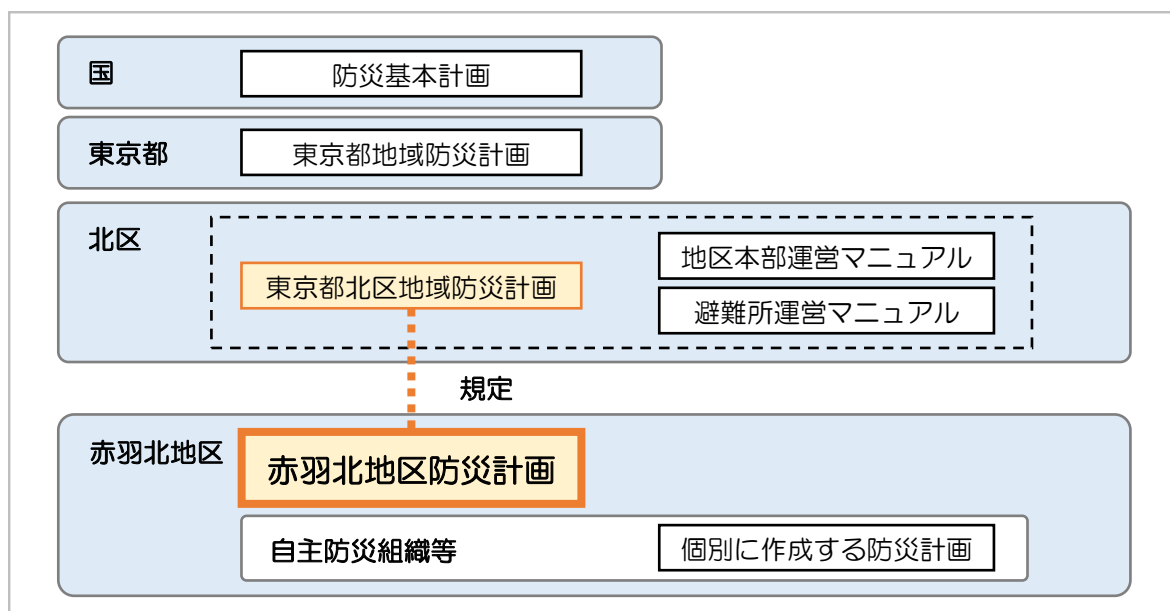 国
防災基本計画
東京都
東京都地域防災計画
北区
東京都北区地域防災計画
地区本部運営マニュアル
避難所運営マニュアル
規定
赤羽北地区
赤羽北地区防災計画
自主防災組織等
個別に作成する防災計画